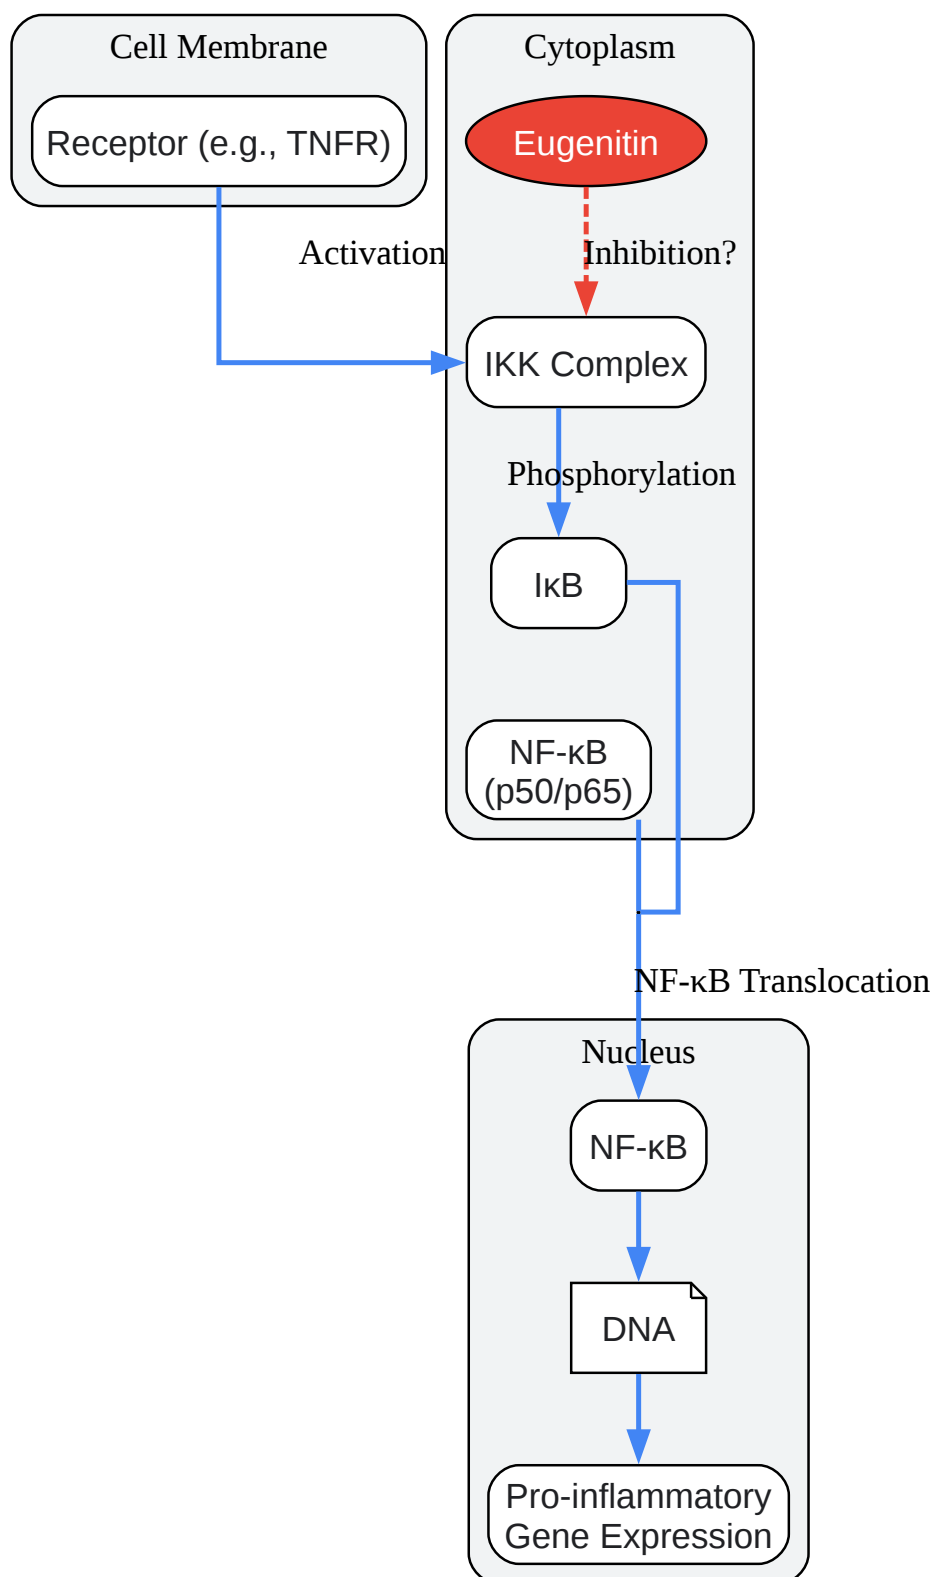 Cell Membrane
Receptor (e.g., TNFR)
Cytoplasm
Eugenitin
Activation
Inhibition?
IKK Complex
Phosphorylation
IκB
NF-κB
(p50/p65)
NF-κB Translocation
Nucleus
NF-κB
DNA
Pro-inflammatory
Gene Expression